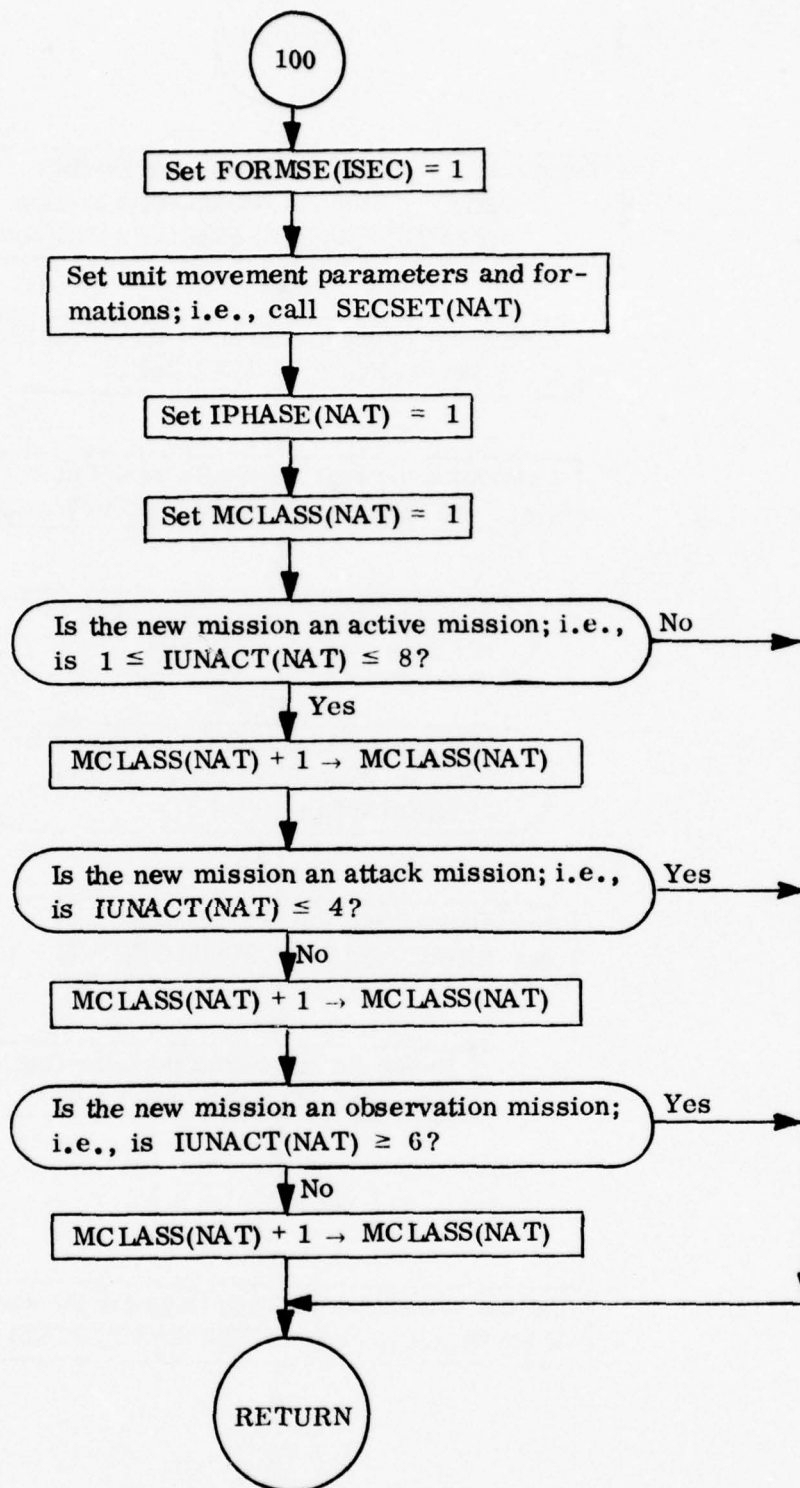 100
Set FORMSE(ISEC) = 1
Set unit movement parameters and for-
mations; i.e., call SECSET(NAT)
Set IPHASE(NAT) = 1
Set MCLASS(NAT) = 1
Is the new mission an active mission; i.e.,
is 1 ≤ IUNACT(NAT) ≤ 8?
No
Yes
MCLASS(NAT) + 1 → MCLASS(NAT)
Is the new mission an attack mission; i.e.,
is IUNACT(NAT) ≤ 4?
Yes
No
MCLASS(NAT) + 1 → MCLASS(NAT)
Is the new mission an observation mission;
i.e., is IUNACT(NAT) ≥ 6?
Yes
No
MCLASS(NAT) + 1 → MCLASS(NAT)
RETURN